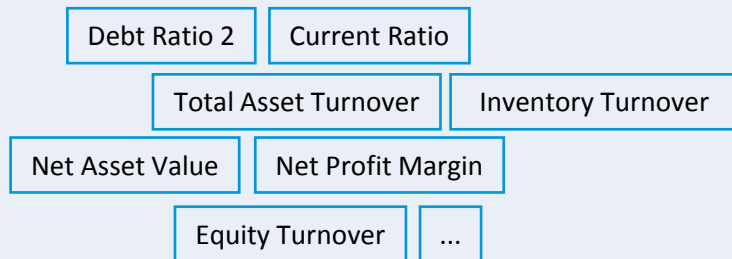 Debt Ratio 2 Current Ratio
Total Asset Turnover Inventory Turnover
Net Asset Value Net Profit Margin
Equity Turnover ...